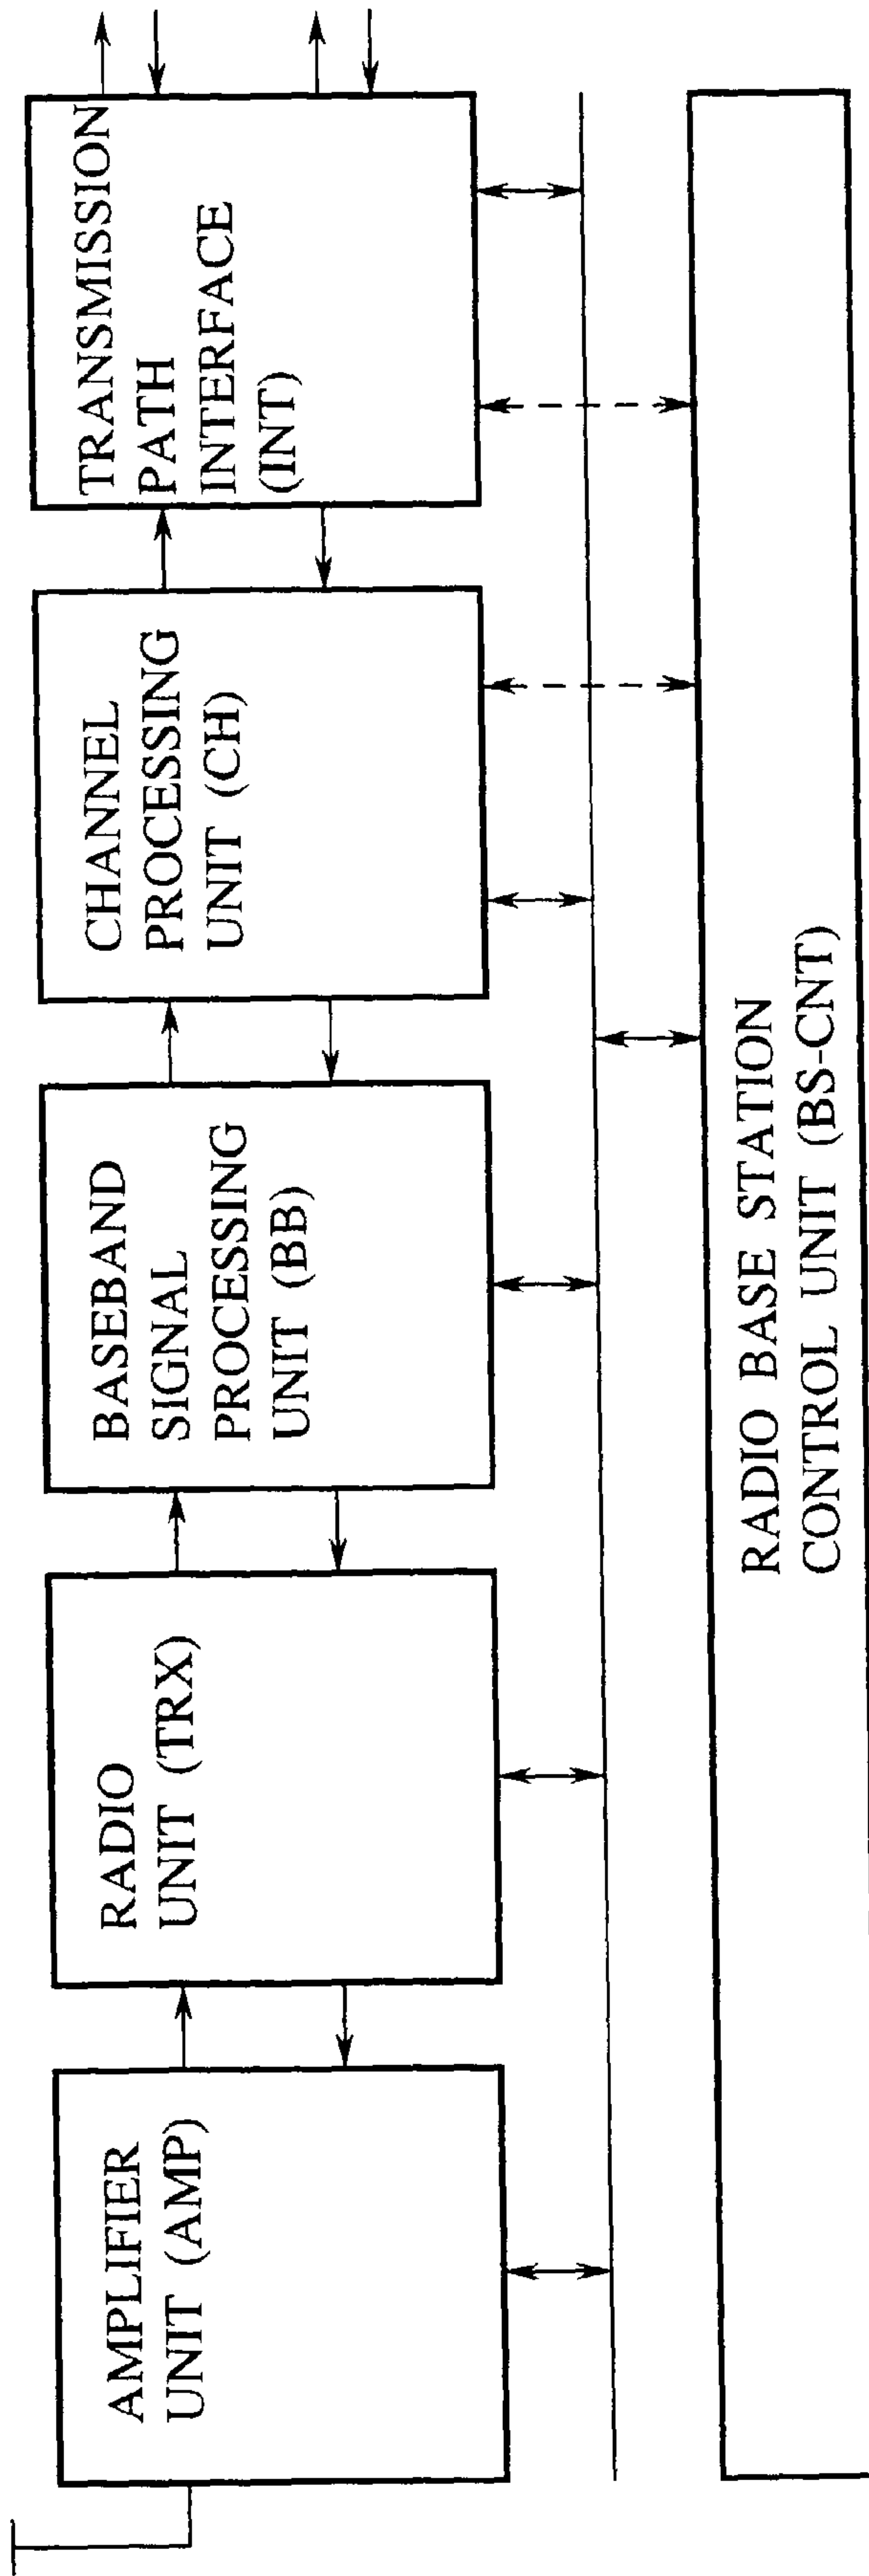 AMPLIFIER
UNIT (AMP)
RADIO
UNIT (TRX)
BASEBAND
SIGNAL
PROCESSING
UNIT (BB)
CHANNEL
PROCESSING
UNIT (CH)
TRANSMISSION
PATH
INTERFACE
(INT)
RADIO BASE STATION
CONTROL UNIT (BS-CNT)